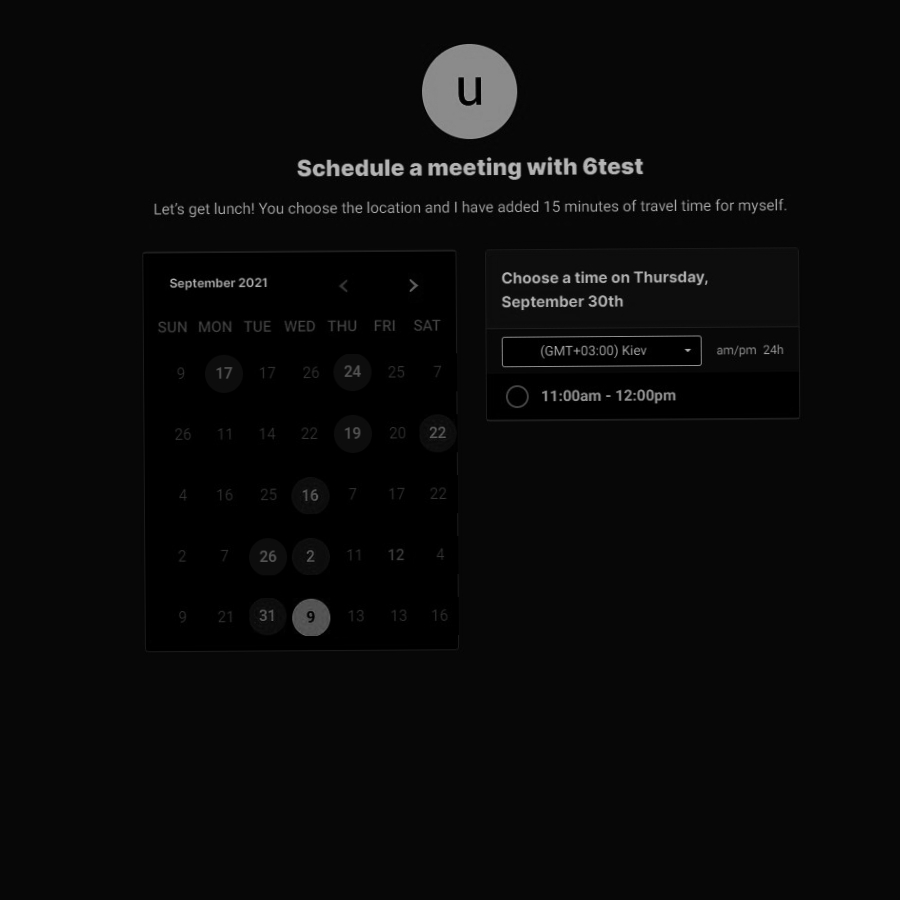 u
Schedule a meeting with 6test
Let's get lunch! You choose the location and I have added 15 minutes of travel time for myself.
September 2021
SUN MON TUE WED THU FRI SAT
9 17 17 26 24 25 7
26 11 14 22 19 20 22
4 16 25 16 7 17 22
2 7 26 2 11 12 4
9 21 31 9 13 13 16
Choose a time on Thursday,
September 30th
(GMT+03:00) Kiev
am/pm 24h
11:00am - 12:00pm